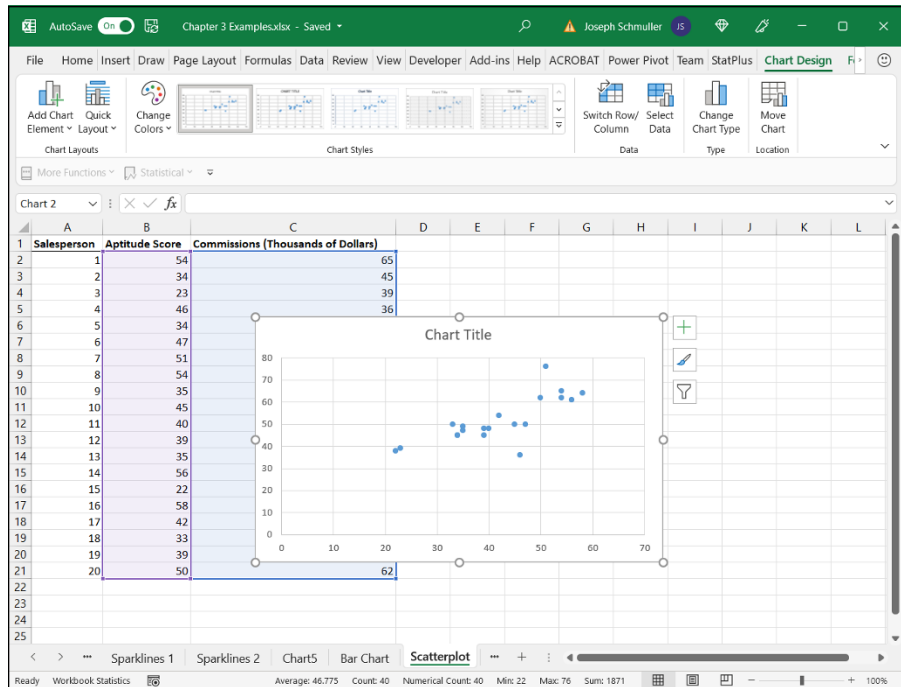 AutoSave On Chapter 3 Examples.xlsx - Saved Joseph Schmuller JS
File Home Insert Draw Page Layout Formulas Data Review View Developer Add-ins Help ACROBAT Power Pivot Team StatPlus Chart Design
Add Chart Quick Change Switch Row/ Select Change Move
Element Layout Colors Column Data Chart Type Chart
Chart Layouts Chart Styles Data Type Location
More Functions Statistical
Chart 2 fx
A B C D E F G H I J K L
1 Salesperson Aptitude Score Commissions (Thousands of Dollars)
2 1 54 65
3 2 34 45
4 3 23 39
5 4 46 36
6 5 34
7 6 47
8 7 51
9 8 54
10 9 35
11 10 45
12 11 40
13 12 39
14 13 35
15 14 56
16 15 22
17 16 58
18 17 42
19 18 33
20 19 39
21 20 50 62
22
23
24
25
Chart Title
80
70
60
50
40
30
20
10
0
0 10 20 30 40 50 60 70
Sparklines 1 Sparklines 2 Chart5 Bar Chart Scatterplot
Ready Workbook Statistics Average: 46.775 Count: 40 Numerical Count: 40 Min: 22 Max: 76 Sum: 1871 100%